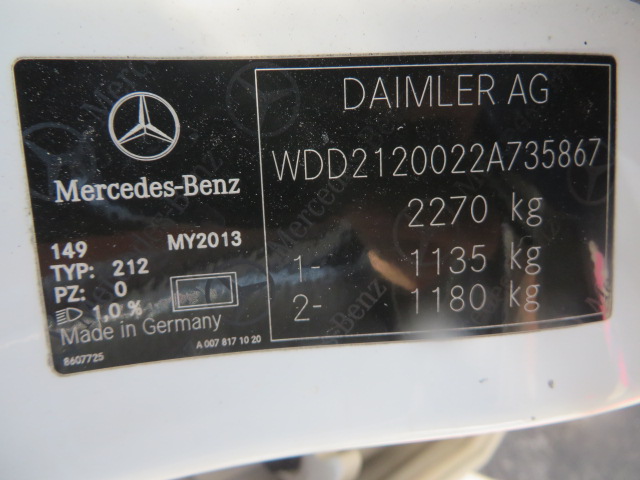 Mercedes-Benz
149 MY2013
TYP: 212
PZ: 0
1,0 %
Made in Germany
8607725 A 007 817 10 20
DAIMLER AG
WDD2120022A735867
2270 kg
1- 1135 kg
2- 1180 kg